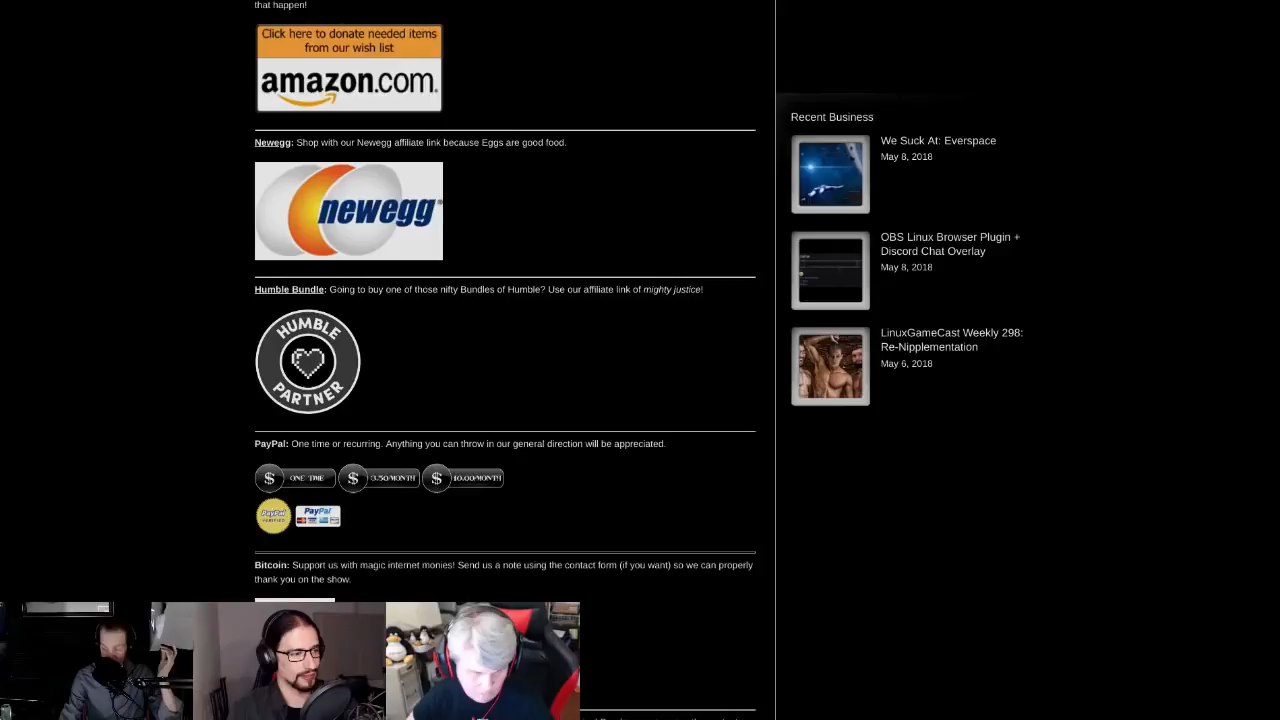 that happen!
Click here to donate needed items
from our wish list
amazon.com.
Newegg: Shop with our Newegg affiliate link because Eggs are good food.
newegg
Humble Bundle: Going to buy one of those nifty Bundles of Humble? Use our affiliate link of mighty justice!
HUMBLE
PARTNER
PayPal: One time or recurring. Anything you can throw in our general direction will be appreciated.
$ ONE TIME $ 3.50/MONTH $ 10.00/MONTH
PayPal
VERIFIED
PayPal
Bitcoin: Support us with magic internet monies! Send us a note using the contact form (if you want) so we can properly
thank you on the show.
Recent Business
We Suck At: Everspace
May 8, 2018
OBS Linux Browser Plugin +
Discord Chat Overlay
May 8, 2018
LinuxGameCast Weekly 298:
Re-Nipplementation
May 6, 2018